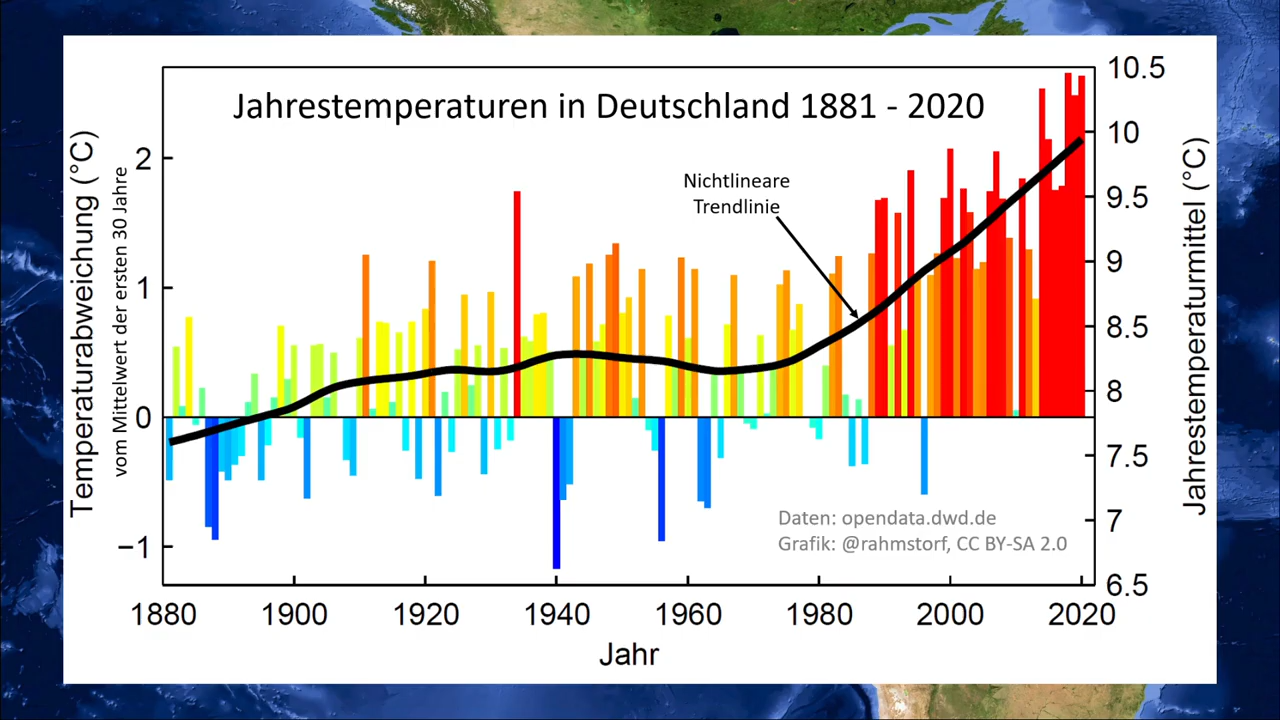 Jahrestemperaturen in Deutschland 1881 - 2020
Temperaturabweichung (°C)
vom Mittelwert der ersten 30 Jahre
2
1
0
−1
Nichtlineare
Trendlinie
10.5
10
9.5
9
8.5
8
7.5
7
6.5
Jahrestemperaturmittel (°C)
Daten: opendata.dwd.de
Grafik: @rahmstorf, CC BY-SA 2.0
1880 1900 1920 1940 1960 1980 2000 2020
Jahr